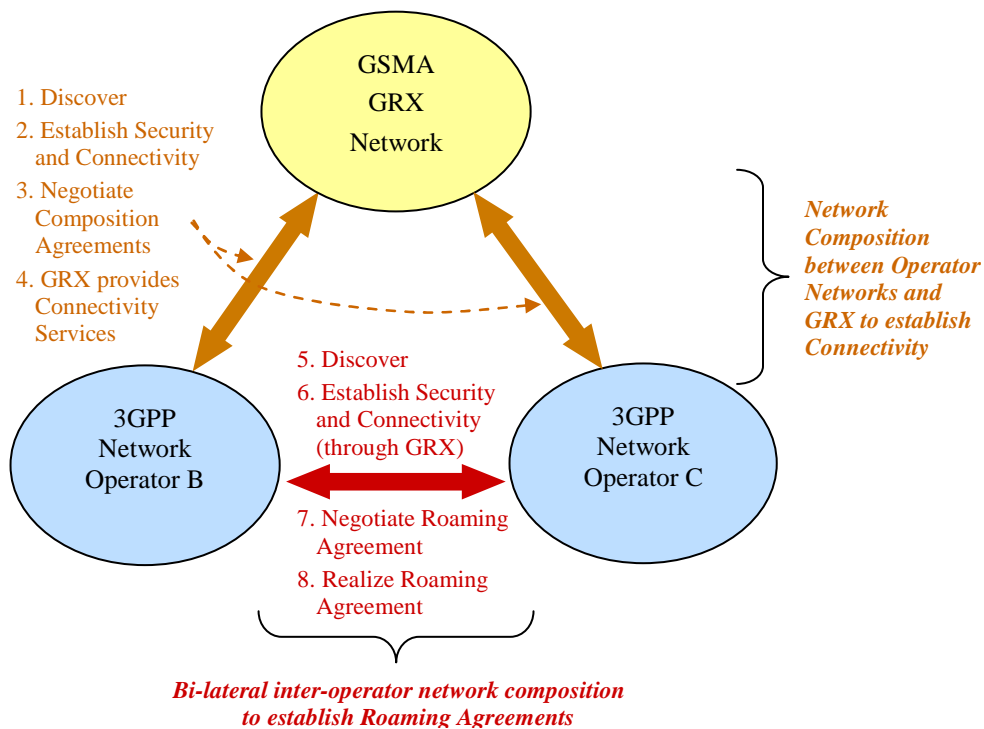 GSMA
GRX
Network
1. Discover
2. Establish Security
and Connectivity
3. Negotiate
Composition
Agreements
4. GRX provides
Connectivity
Services
Network
Composition
between Operator
Networks and
GRX to establish
Connectivity
3GPP
Network
Operator B
5. Discover
6. Establish Security
and Connectivity
(through GRX)
7. Negotiate Roaming
Agreement
8. Realize Roaming
Agreement
3GPP
Network
Operator C
Bi-lateral inter-operator network composition
to establish Roaming Agreements